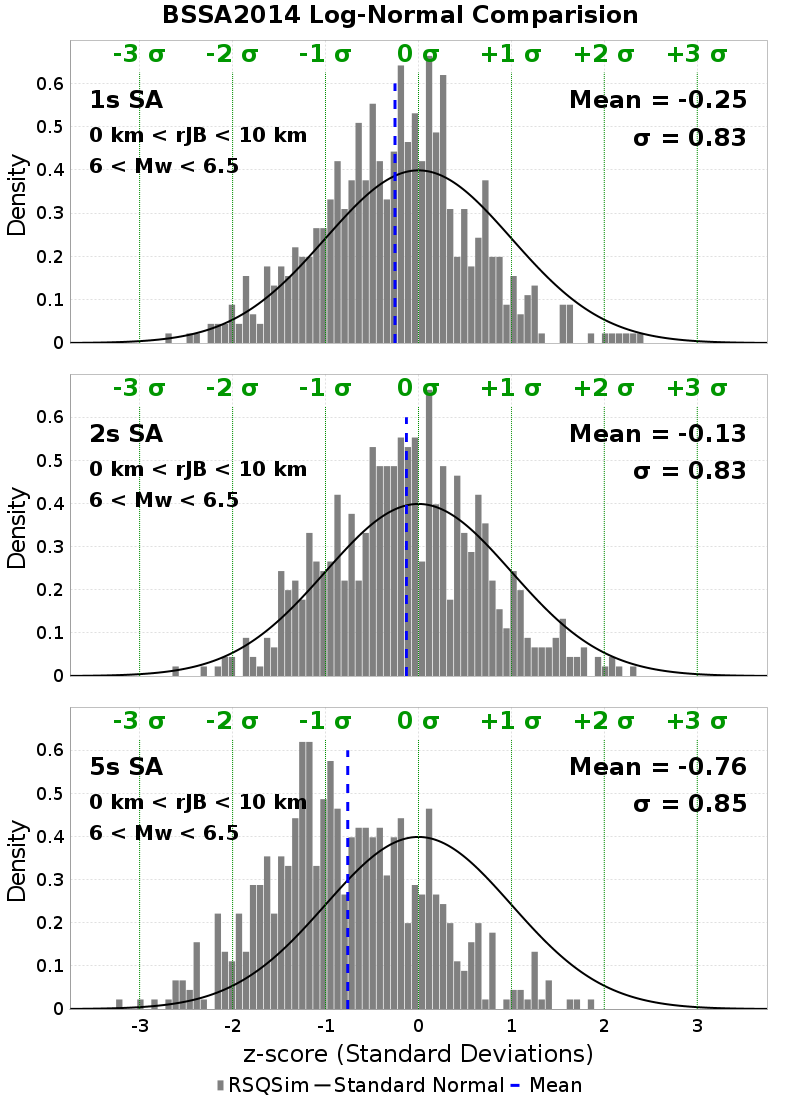 BSSA2014 Log-Normal Comparision
-3 σ -2 σ -1 σ 0 σ +1 σ +2 σ +3 σ
0.6
1s SA Mean = -0.25
0.5
0 km < rJB < 10 km σ = 0.83
6 < Mw < 6.5
0.4
Density
0.3
0.2
0.1
0
-3 σ -2 σ -1 σ 0 σ +1 σ +2 σ +3 σ
0.6
2s SA Mean = -0.13
0.5
0 km < rJB < 10 km σ = 0.83
6 < Mw < 6.5
0.4
Density
0.3
0.2
0.1
0
-3 σ -2 σ -1 σ 0 σ +1 σ +2 σ +3 σ
0.6
5s SA Mean = -0.76
0.5
0 km < rJB < 10 km σ = 0.85
6 < Mw < 6.5
0.4
Density
0.3
0.2
0.1
0
-3 -2 -1 0 1 2 3
z-score (Standard Deviations)
RSQSim Standard Normal Mean